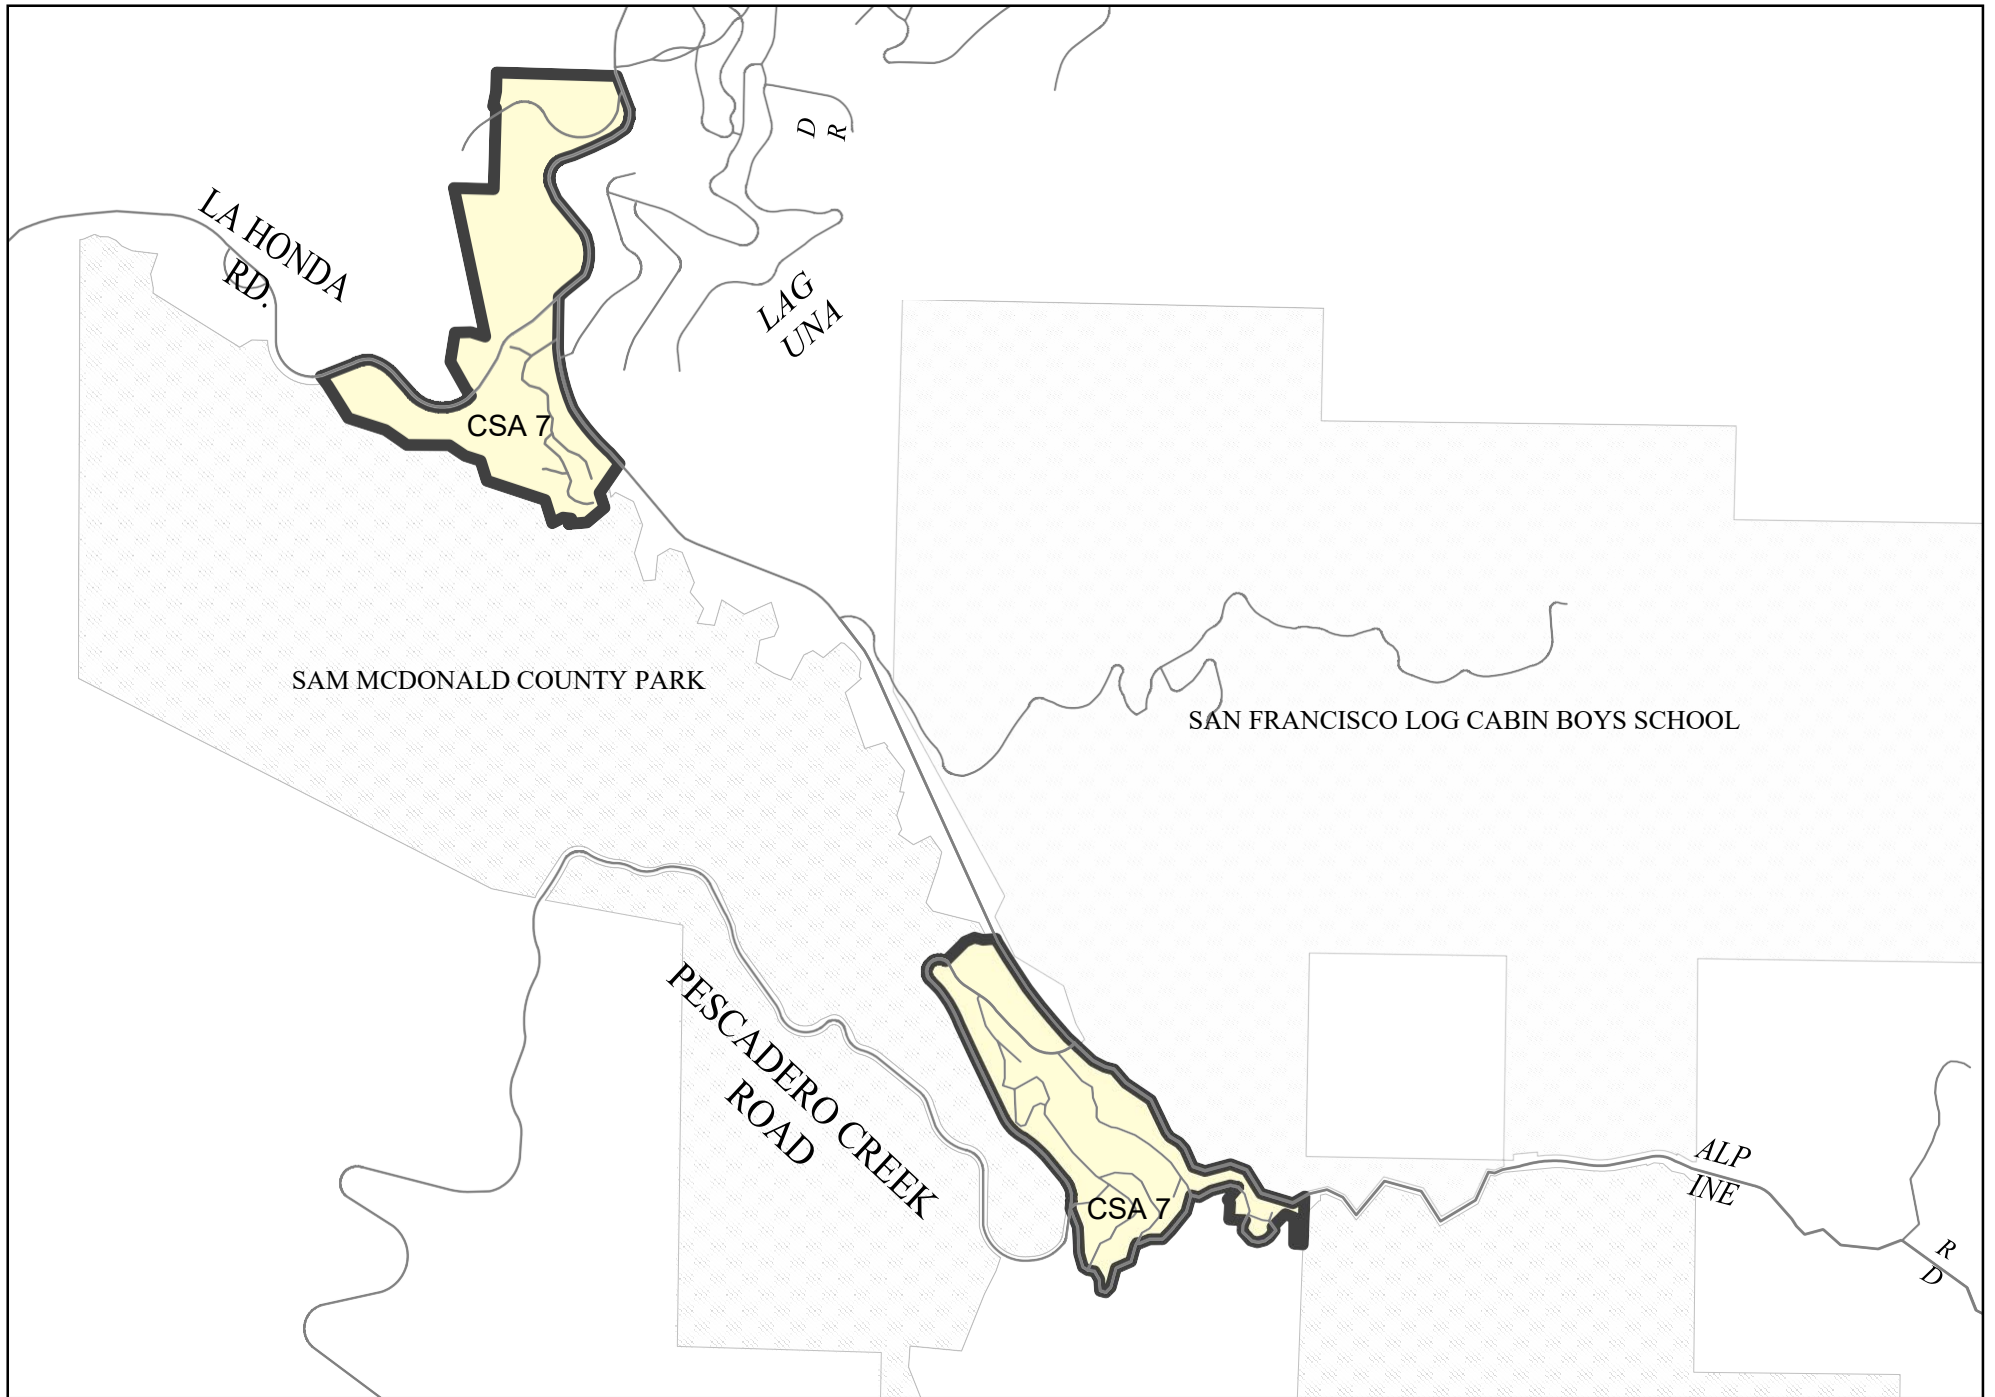 D
R
LA HONDA
RD.
LAG
UNA
CSA 7
SAM MCDONALD COUNTY PARK
SAN FRANCISCO LOG CABIN BOYS SCHOOL
PESCADERO CREEK
ROAD
ALP
INE
CSA 7
R
D